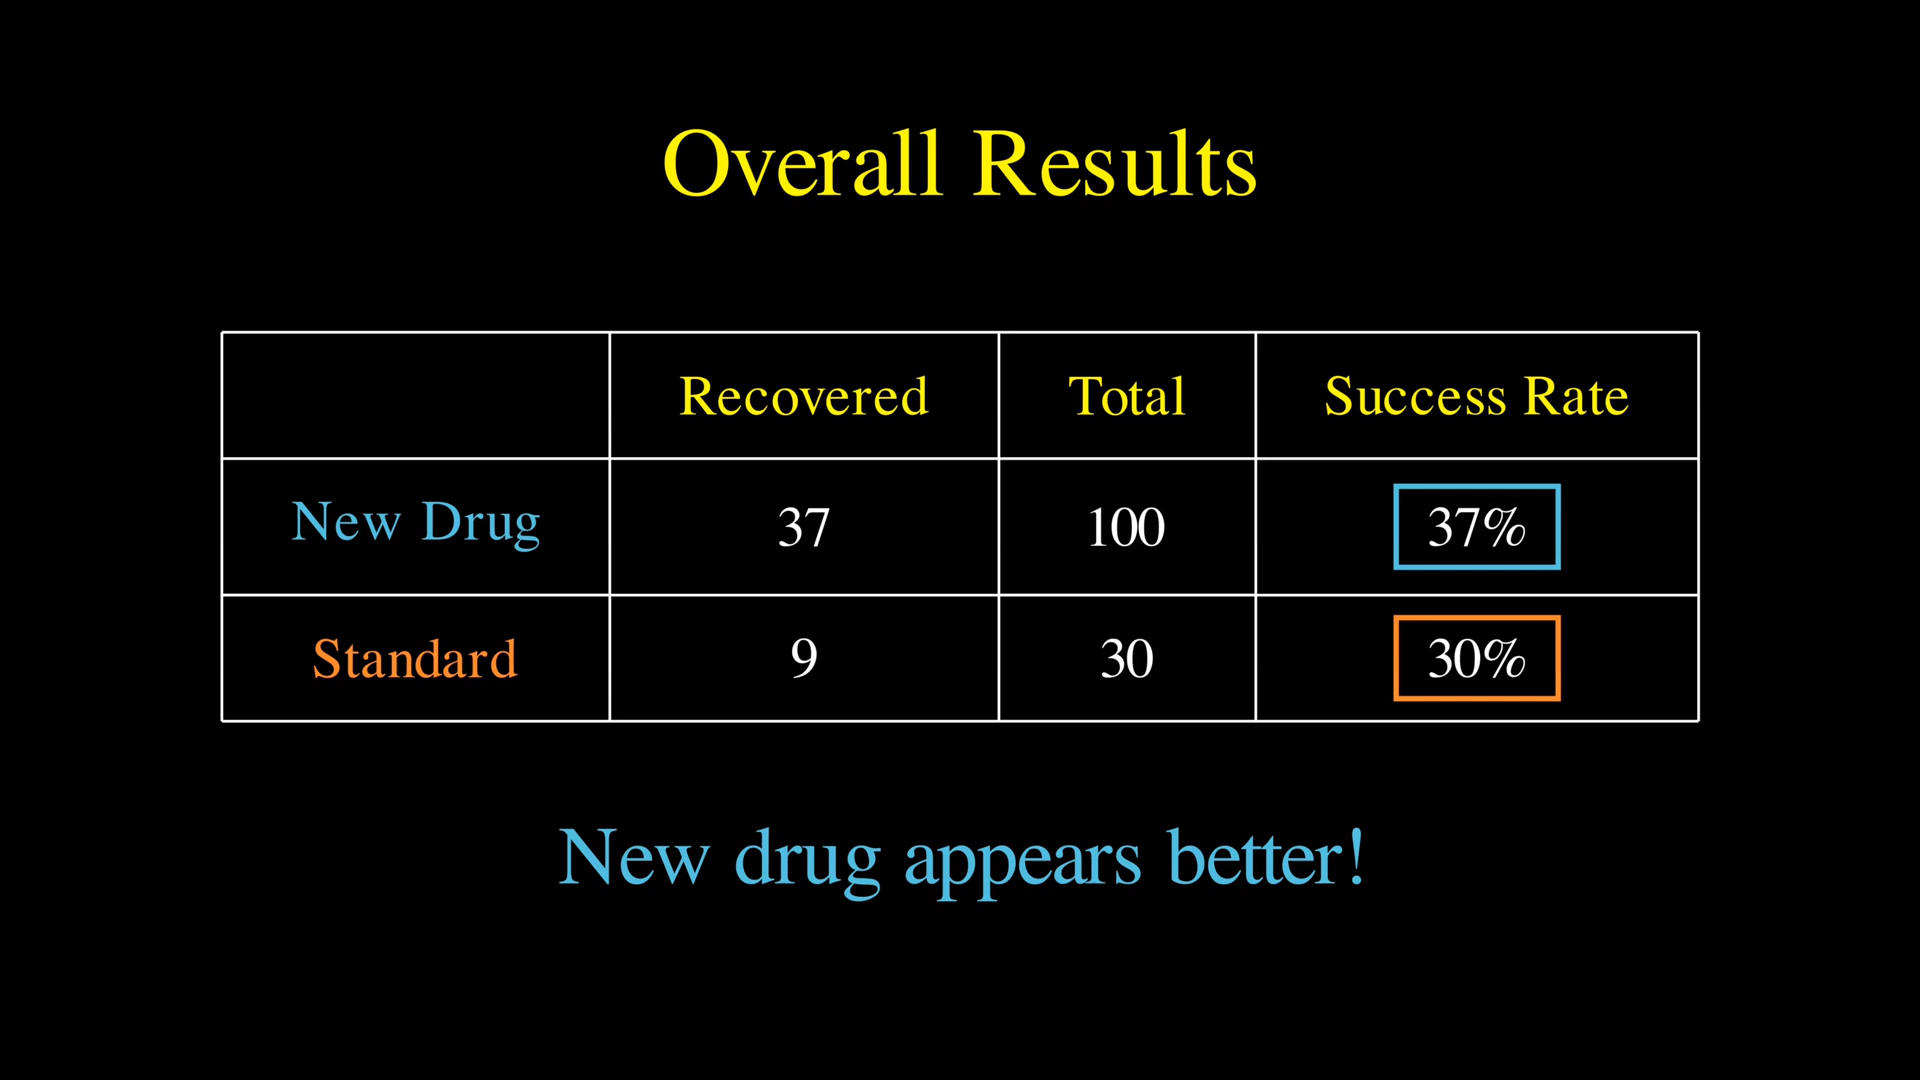 Overall Results
Recovered Total Success Rate
New Drug 37 100 37%
Standard 9 30 30%
New drug appears better!